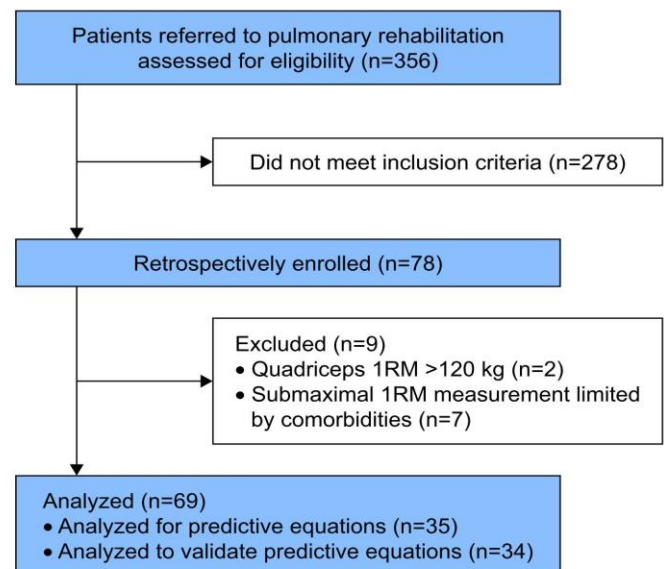 Patients referred to pulmonary rehabilitation
assessed for eligibility (n=356)
Did not meet inclusion criteria (n=278)
Retrospectively enrolled (n=78)
Excluded (n=9)
• Quadriceps 1RM >120 kg (n=2)
• Submaximal 1RM measurement limited
by comorbidities (n=7)
Analyzed (n=69)
• Analyzed for predictive equations (n=35)
• Analyzed to validate predictive equations (n=34)